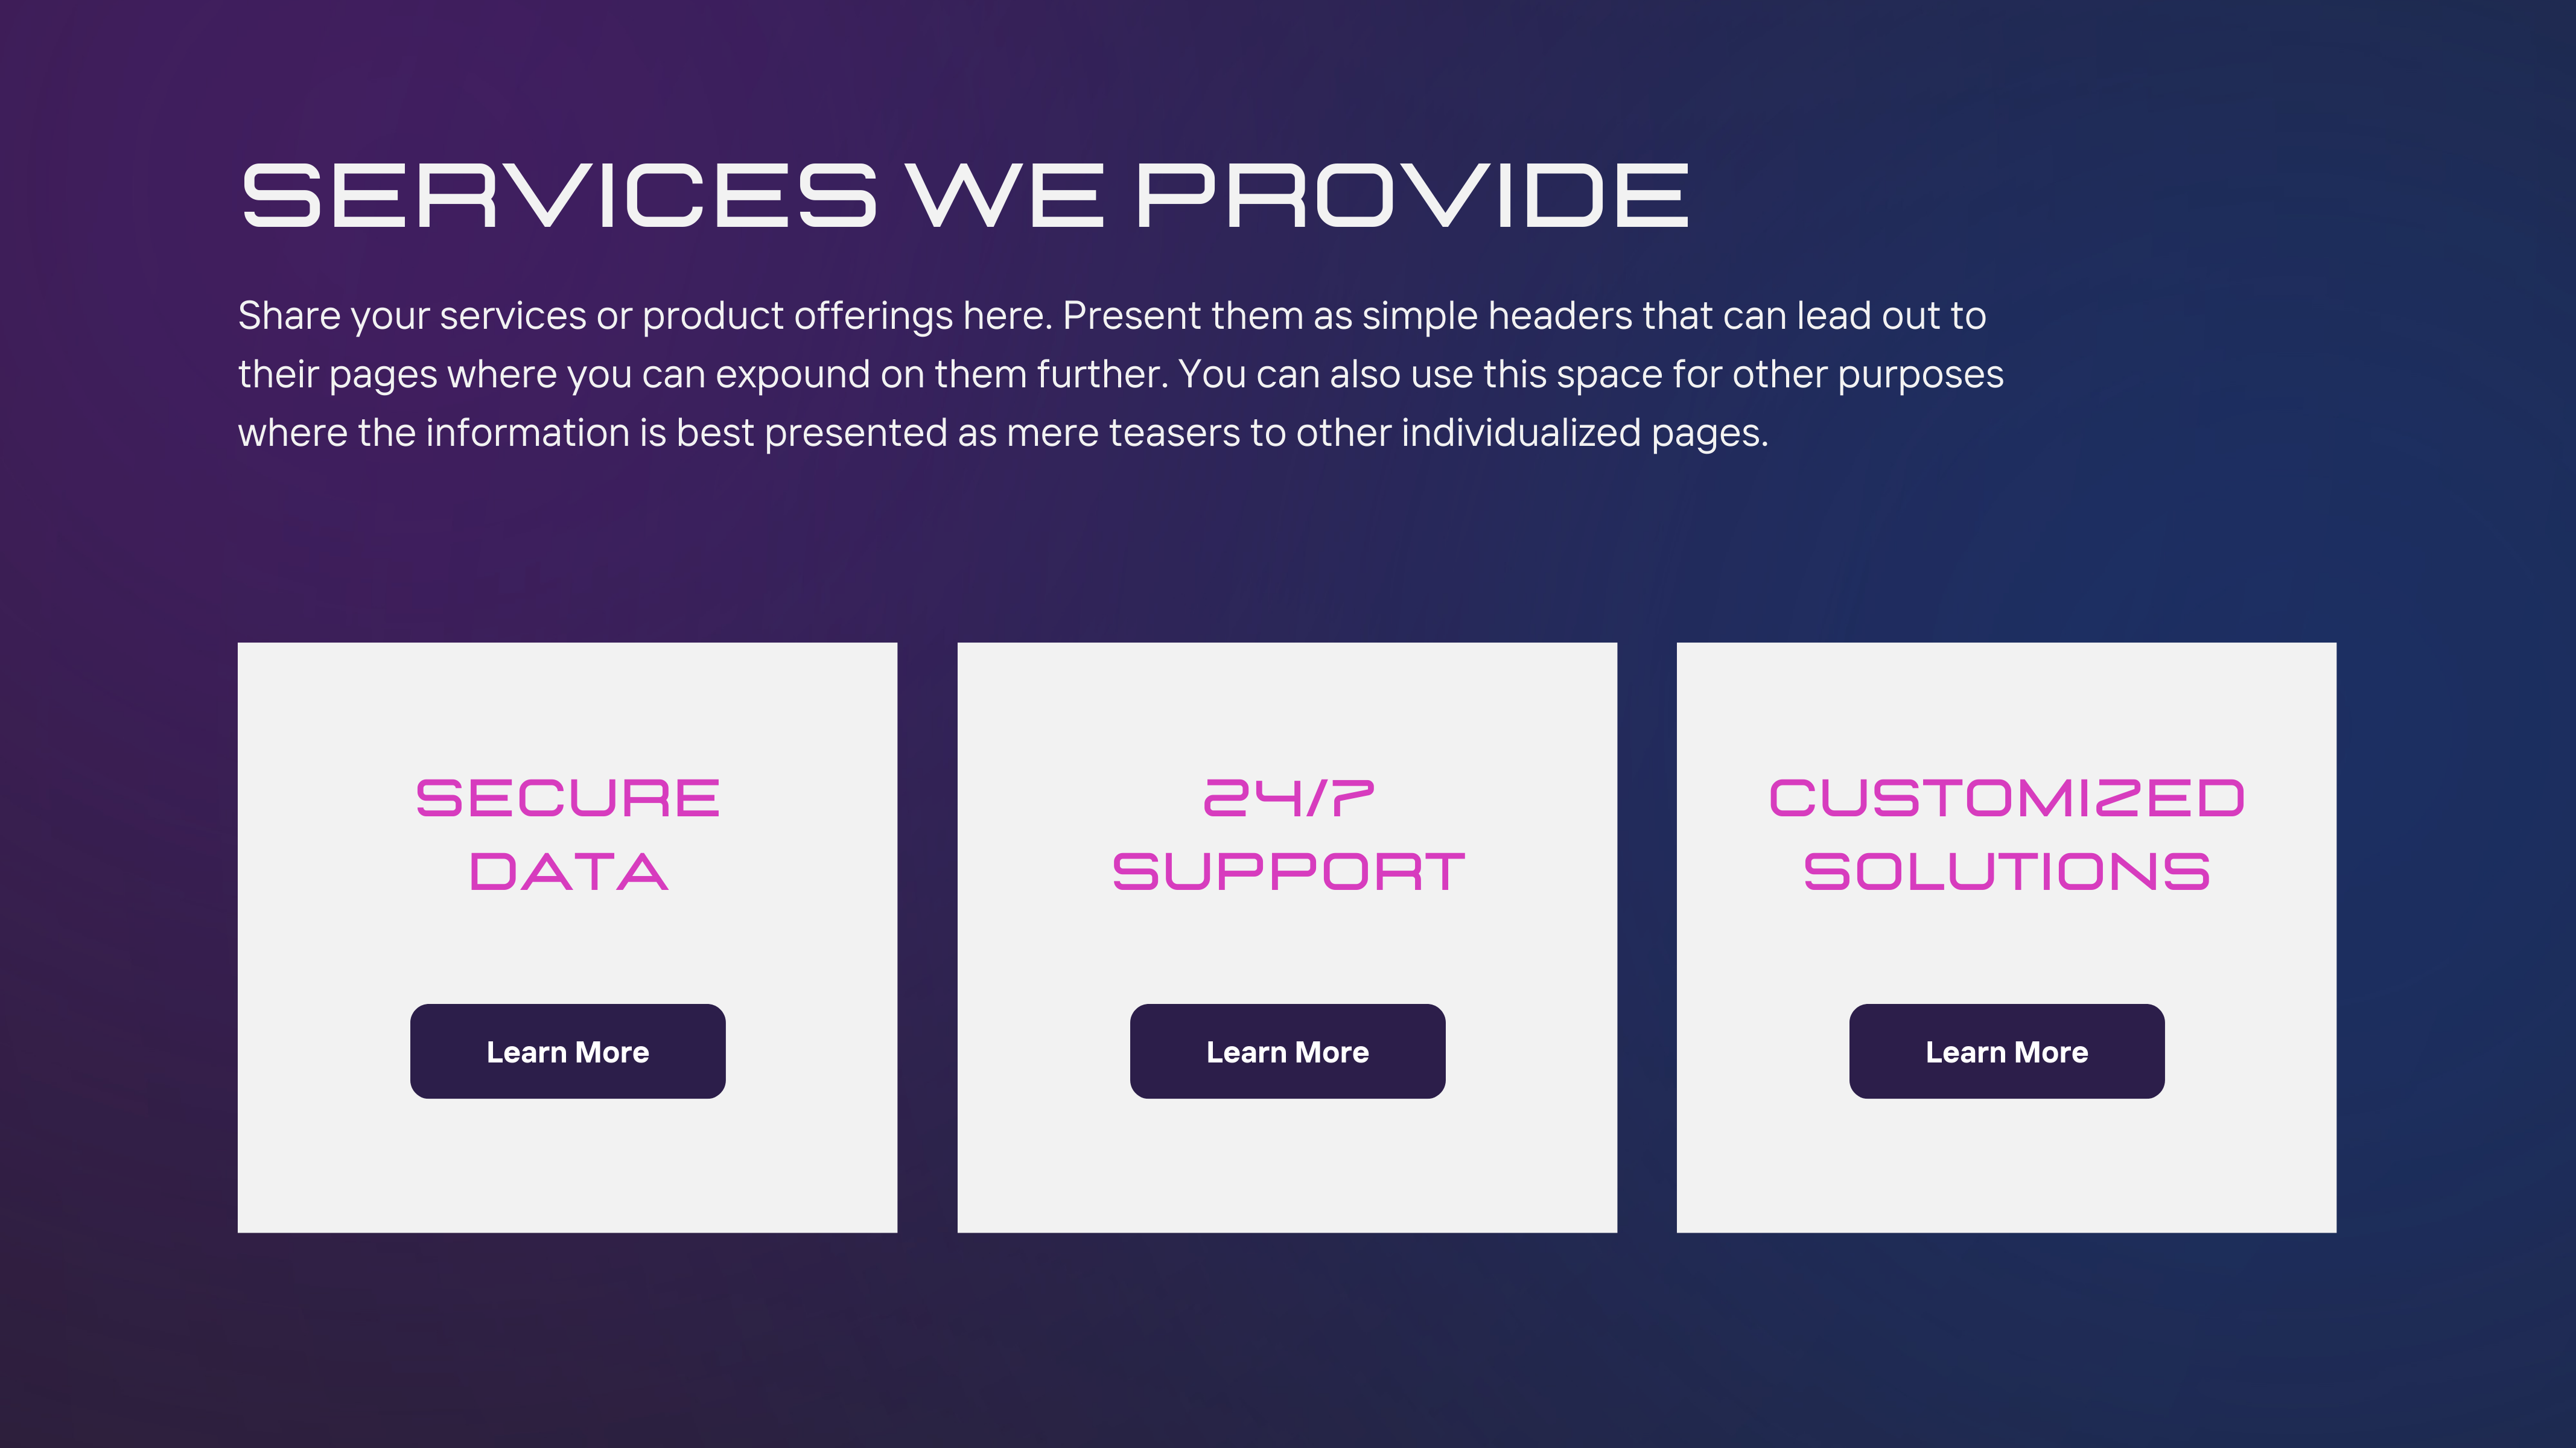 SERVICES WE PROVIDE
Share your services or product offerings here. Present them as simple headers that can lead out to
their pages where you can expound on them further. You can also use this space for other purposes
where the information is best presented as mere teasers to other individualized pages.
SECURE
DATA
Learn More
24/7
SUPPORT
Learn More
CUSTOMIZED
SOLUTIONS
Learn More